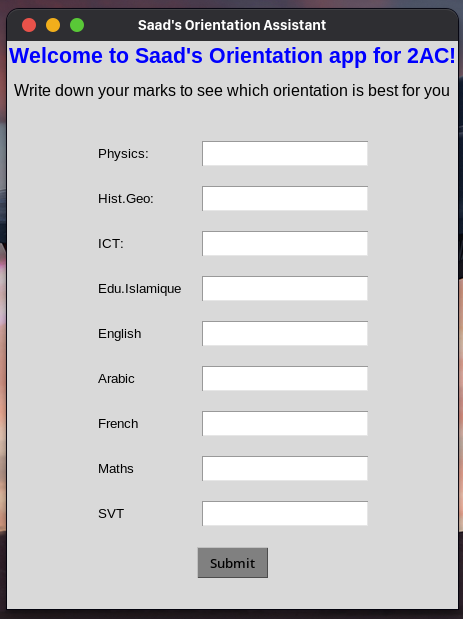 Saad's Orientation Assistant
Welcome to Saad's Orientation app for 2AC!
Write down your marks to see which orientation is best for you
Physics:
Hist.Geo:
ICT:
Edu.Islamique
English
Arabic
French
Maths
SVT
Submit